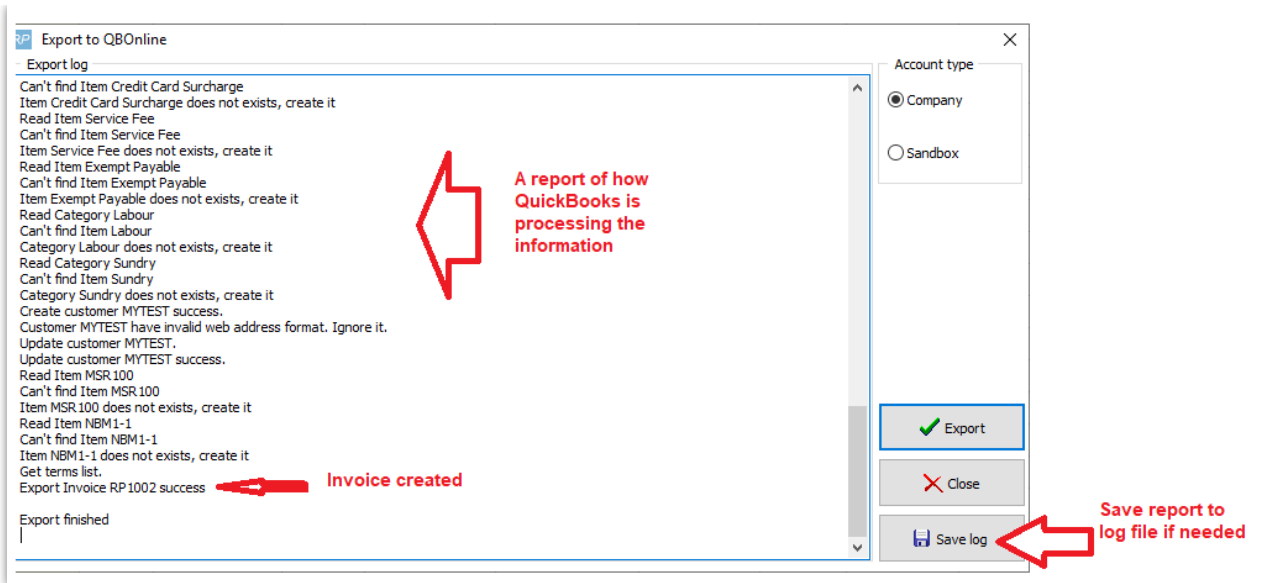 RP Export to QBOnline
Export log
Can't find Item Credit Card Surcharge
Item Credit Card Surcharge does not exists, create it
Read Item Service Fee
Can't find Item Service Fee
Item Service Fee does not exists, create it
Read Item Exempt Payable
Can't find Item Exempt Payable
Item Exempt Payable does not exists, create it
Read Category Labour
Can't find Item Labour
Category Labour does not exists, create it
Read Category Sundry
Can't find Item Sundry
Category Sundry does not exists, create it
Create customer MYTEST success.
Customer MYTEST have invalid web address format. Ignore it.
Update customer MYTEST.
Update customer MYTEST success.
Read Item MSR100
Can't find Item MSR100
Item MSR100 does not exists, create it
Read Item NBM1-1
Can't find Item NBM1-1
Item NBM1-1 does not exists, create it
Get terms list.
Export Invoice RP1002 success
Export finished
A report of how
QuickBooks is
processing the
information
Invoice created
Account type
Company
Sandbox
Export
Close
Save log
Save report to
log file if needed